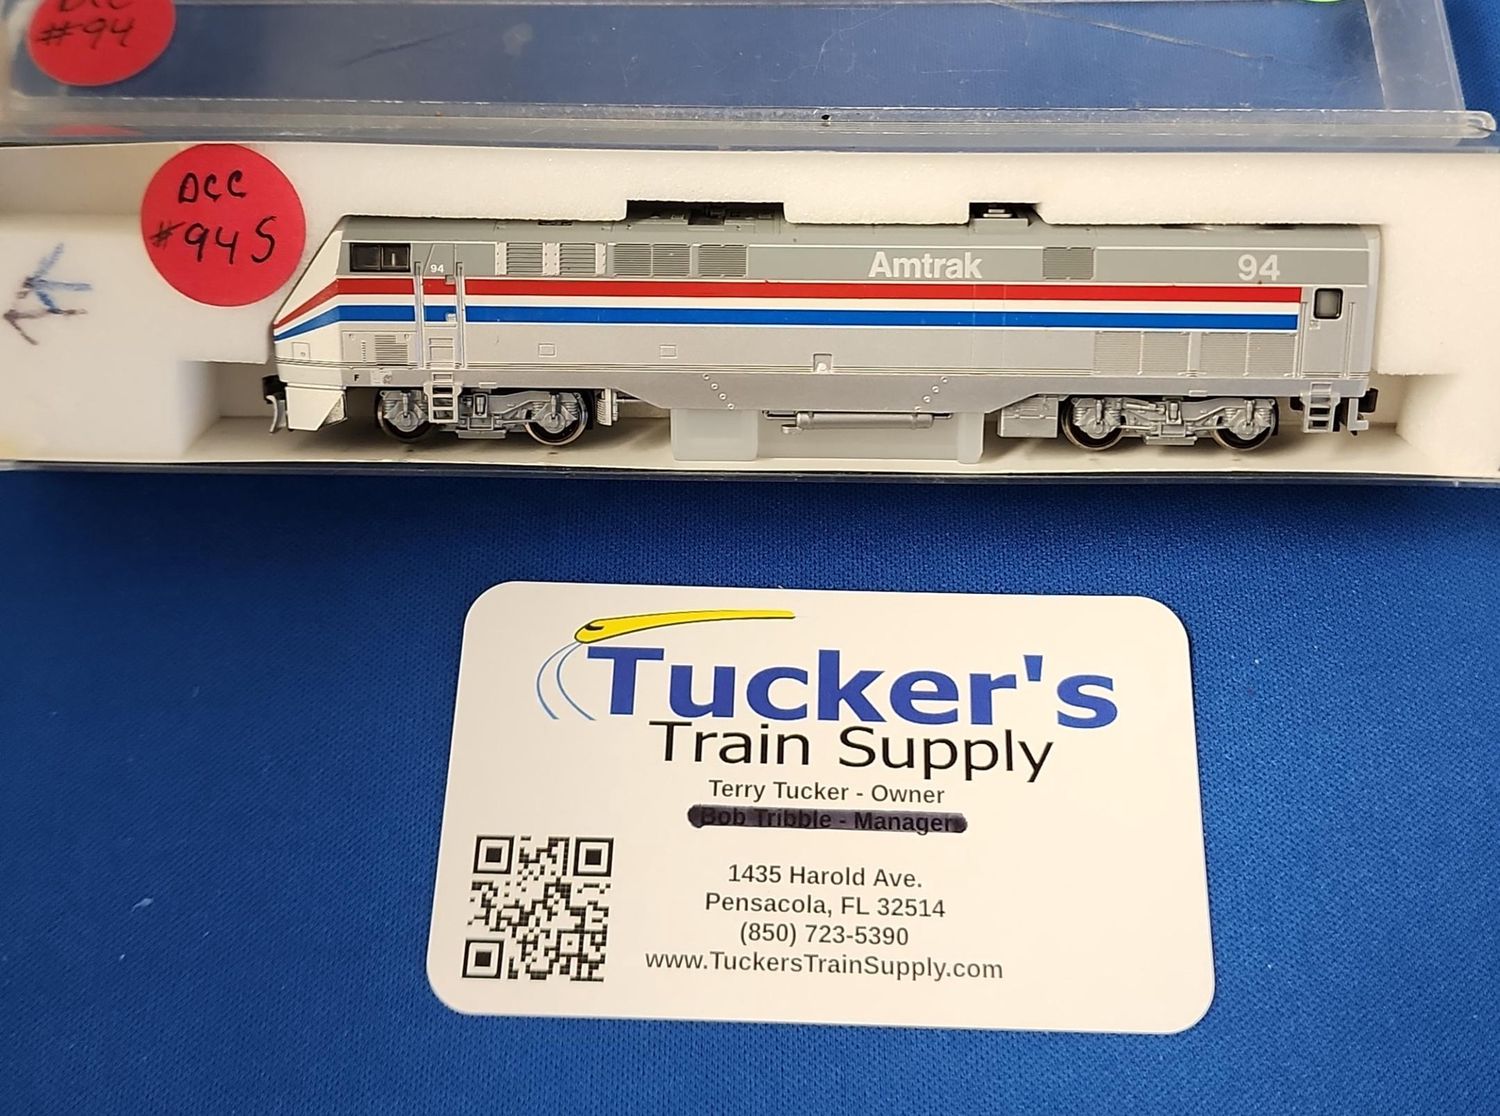 DCC
#94
DCC
#94S
94
Amtrak
94
F
Tucker's
Train Supply
Terry Tucker - Owner
Bob Tribble - Manager
1435 Harold Ave.
Pensacola, FL 32514
(850) 723-5390
www.TuckersTrainSupply.com